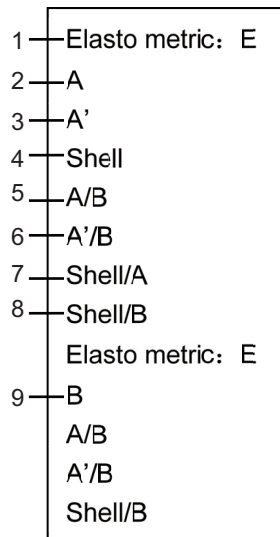 1 Elasto metric: E
2 A
3 A'
4 Shell
5 A/B
6 A'/B
7 Shell/A
8 Shell/B
Elasto metric: E
9 B
A/B
A'/B
Shell/B